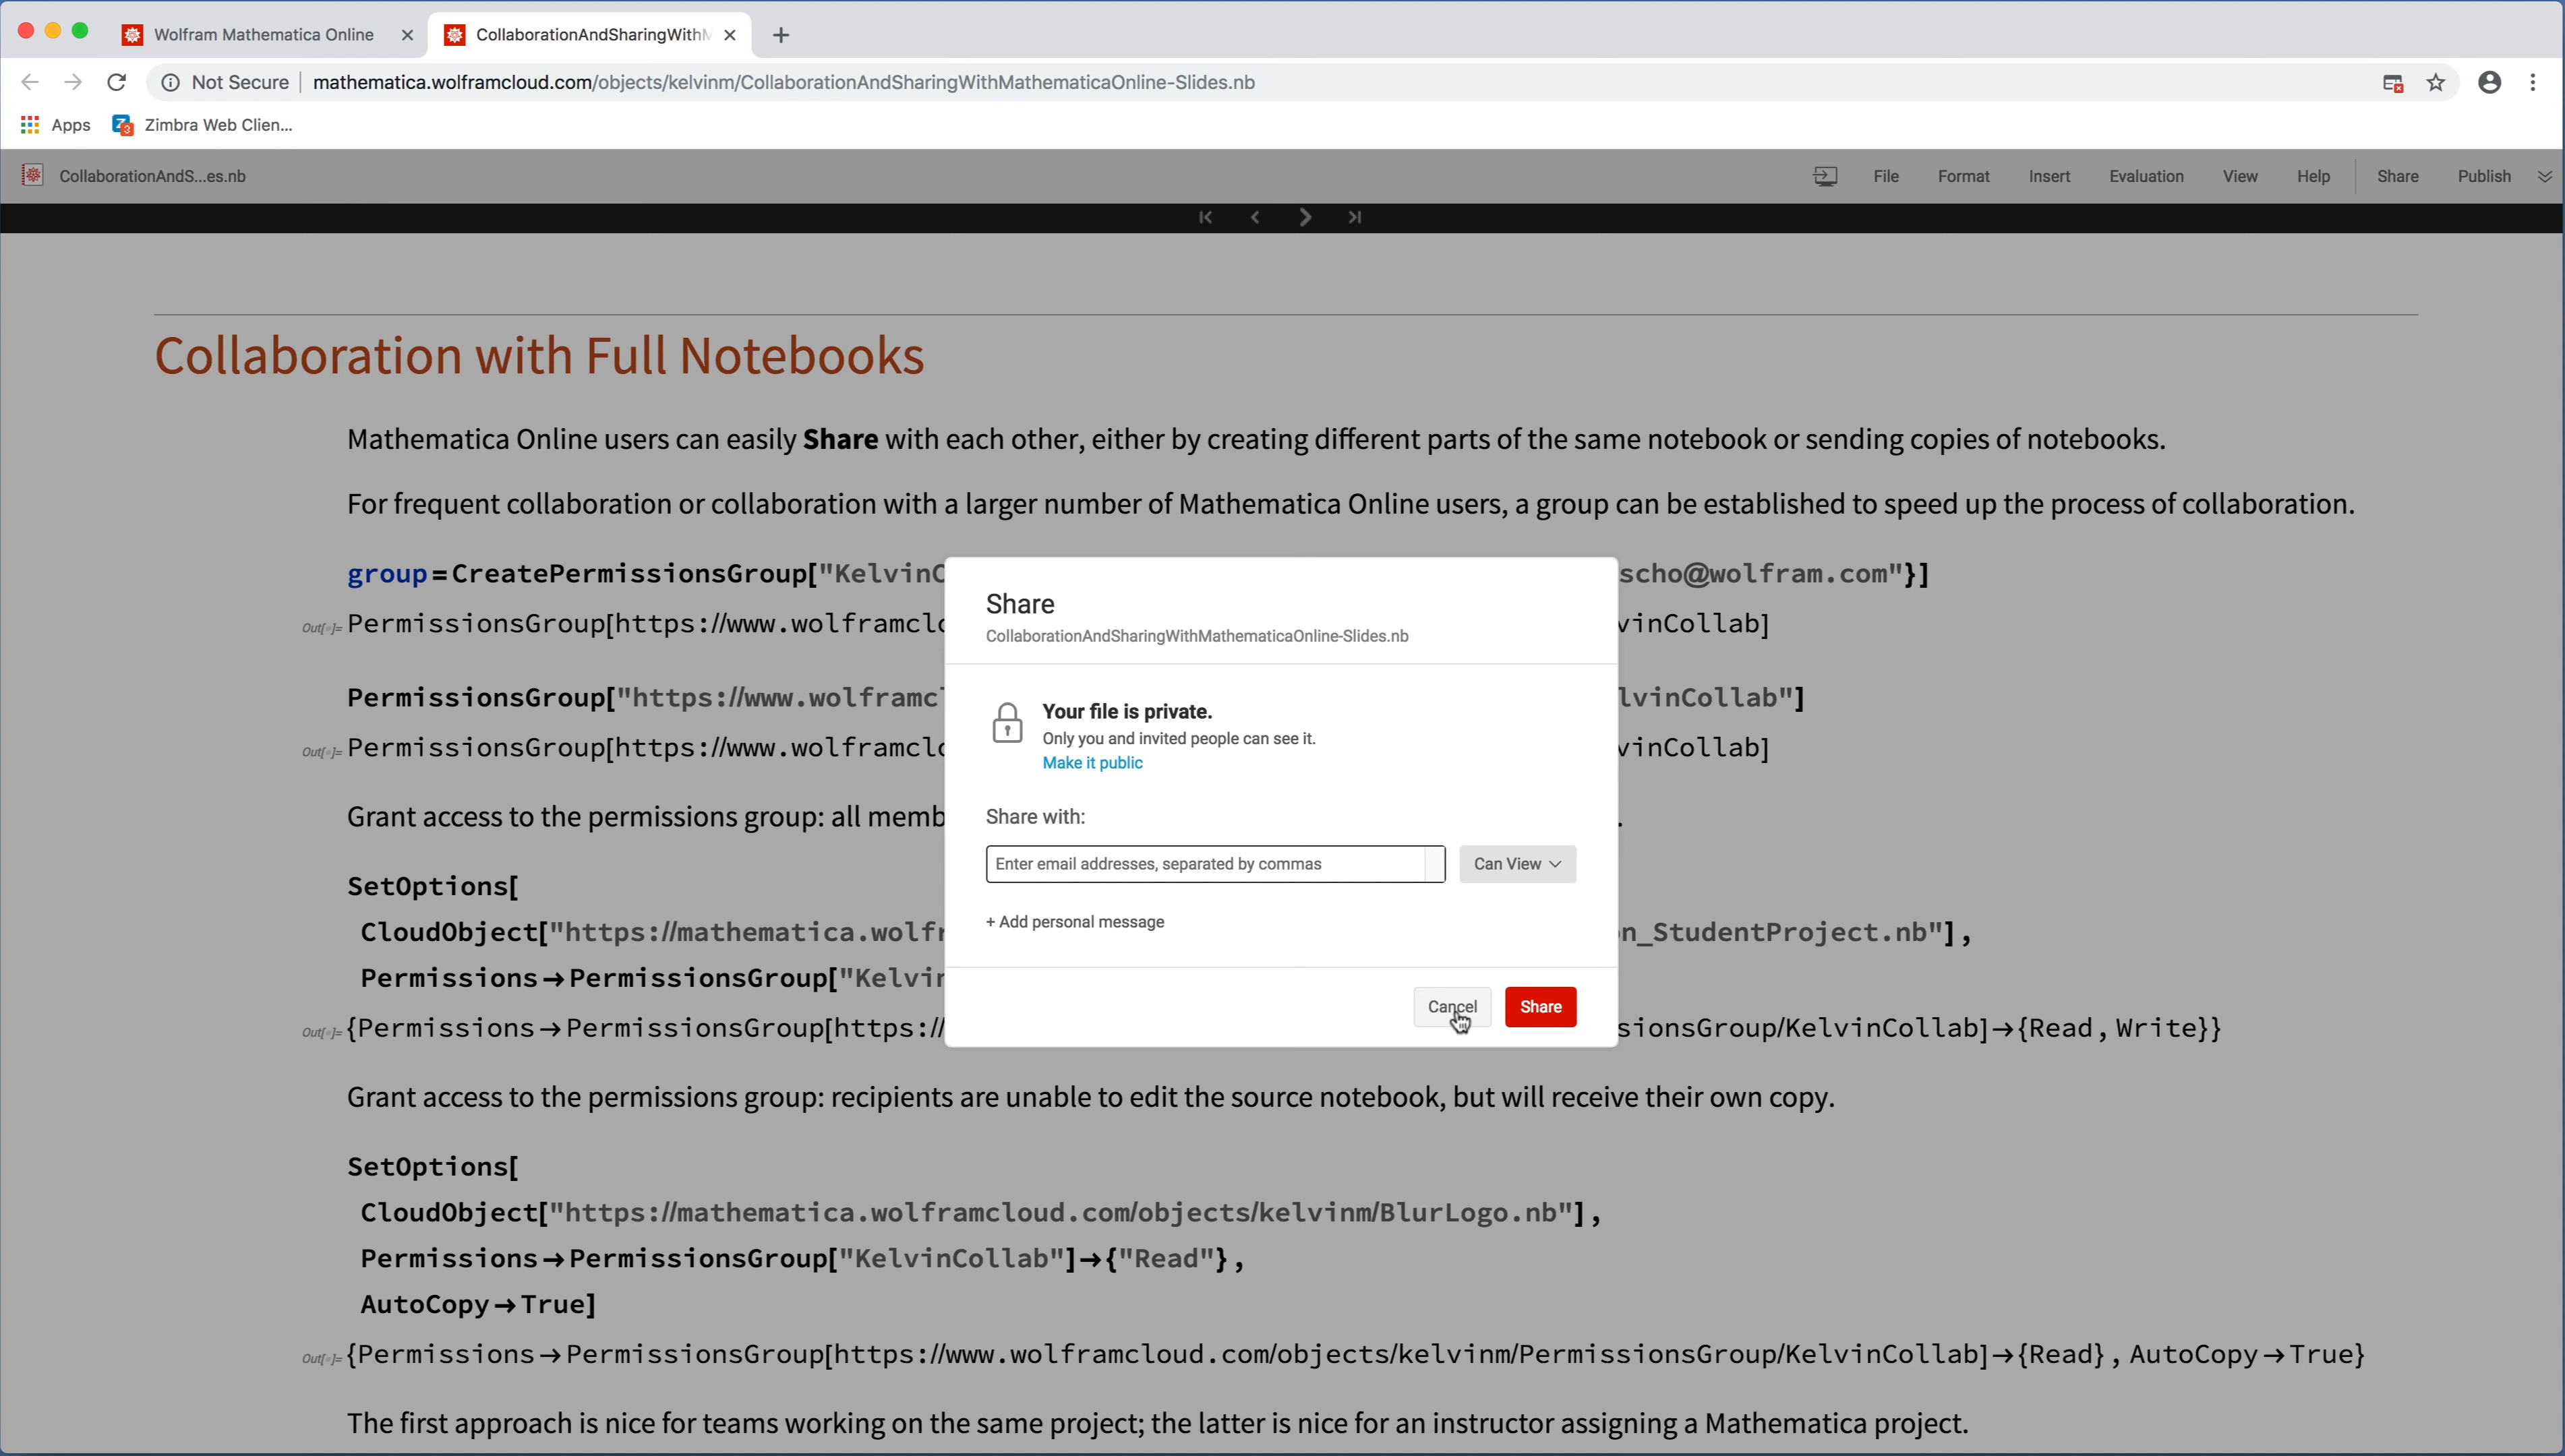 Wolfram Mathematica Online
CollaborationAndSharingWithM
Not Secure
mathematica.wolframcloud.com/objects/kelvinm/CollaborationAndSharingWithMathematicaOnline-Slides.nb
Apps
Zimbra Web Clien...
CollaborationAndS...es.nb
File
Format
Insert
Evaluation
View
Help
Share
Publish
Collaboration with Full Notebooks
Mathematica Online users can easily Share with each other, either by creating different parts of the same notebook or sending copies of notebooks.
For frequent collaboration or collaboration with a larger number of Mathematica Online users, a group can be established to speed up the process of collaboration.
group=CreatePermissionsGroup["KelvinC scho@wolfram.com"}]
Out[◦]= PermissionsGroup[https://www.wolframclo vinCollab]
PermissionsGroup["https://www.wolframc lvinCollab"]
Out[◦]= PermissionsGroup[https://www.wolframclo vinCollab]
Grant access to the permissions group: all memb .
SetOptions[
CloudObject["https://mathematica.wolfr n_StudentProject.nb"],
Permissions→PermissionsGroup["Kelvin
Out[◦]= {Permissions→PermissionsGroup[https:// sionsGroup/KelvinCollab]→{Read, Write}}
Share
CollaborationAndSharingWithMathematicaOnline-Slides.nb
Your file is private.
Only you and invited people can see it.
Make it public
Share with:
Enter email addresses, separated by commas
Can View
+ Add personal message
Cancel
Share
Grant access to the permissions group: recipients are unable to edit the source notebook, but will receive their own copy.
SetOptions[
CloudObject["https://mathematica.wolframcloud.com/objects/kelvinm/BlurLogo.nb"],
Permissions→PermissionsGroup["KelvinCollab"]→{"Read"},
AutoCopy→True]
Out[◦]= {Permissions→PermissionsGroup[https://www.wolframcloud.com/objects/kelvinm/PermissionsGroup/KelvinCollab]→{Read}, AutoCopy→True}
The first approach is nice for teams working on the same project; the latter is nice for an instructor assigning a Mathematica project.